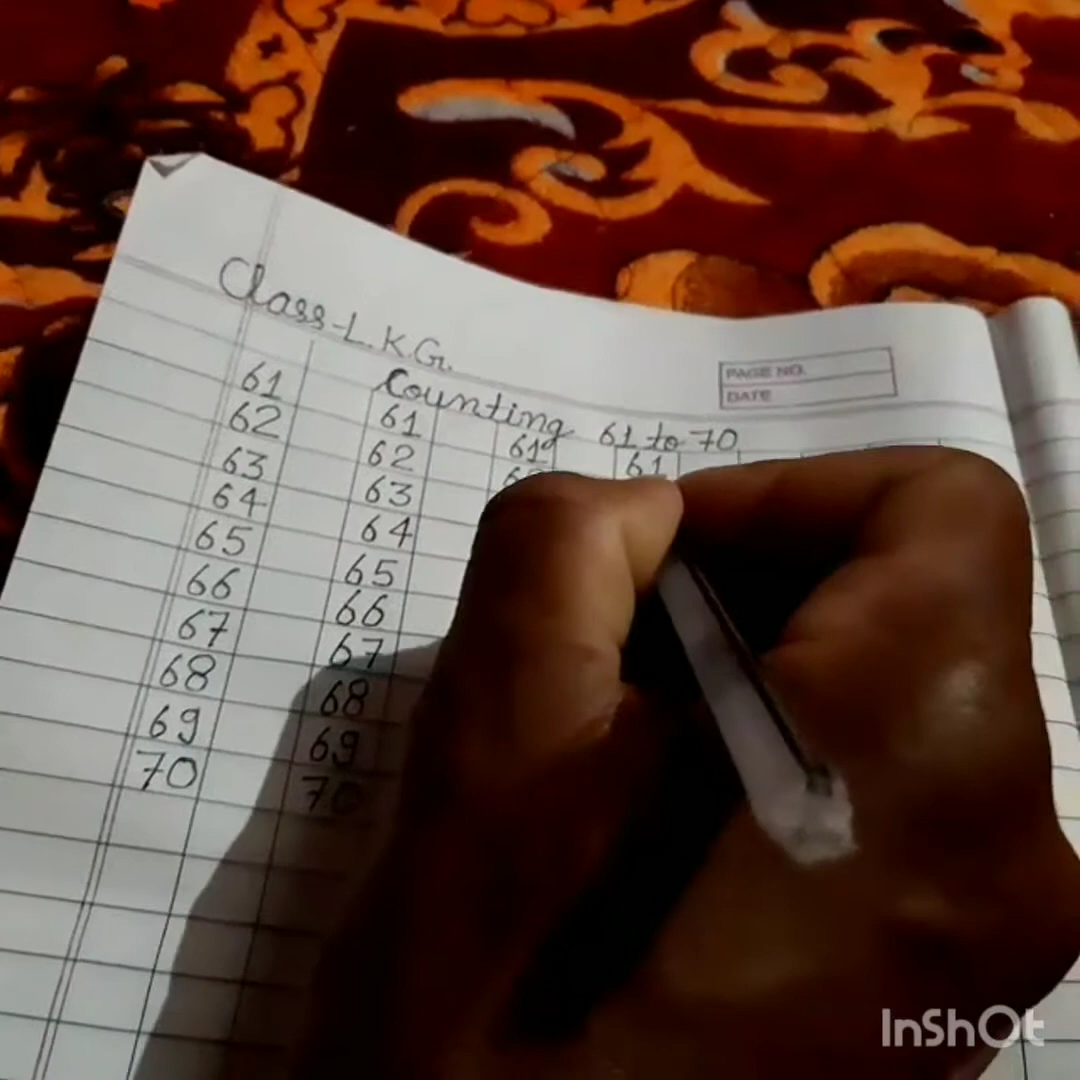 Class-L.K.G.
PAGE NO.
DATE
Counting 61 to 70
61 61 61 61
62 62
63 63
64 64
65 65
66 66
67 67
68 68
69 69
70 70
InShOt